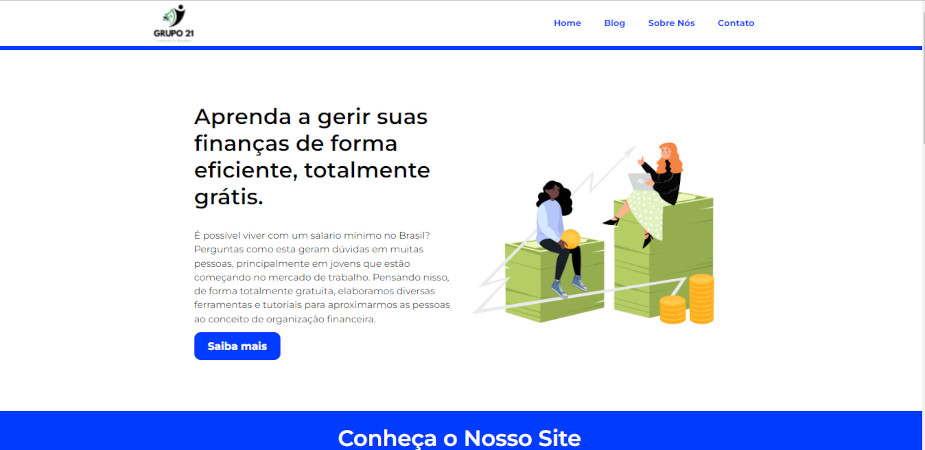 GRUPO 21
Home Blog Sobre Nós Contato
Aprenda a gerir suas
finanças de forma
eficiente, totalmente
grátis.
É possível viver com um salario mínimo no Brasil?
Perguntas como esta geram dúvidas em muitas
pessoas, principalmente em jovens que estão
começando no mercado de trabalho. Pensando nisso,
de forma totalmente gratuita, elaboramos diversas
ferramentas e tutoriais para aproximarmos as pessoas
ao conceito de organização financeira.
Saiba mais
Conheça o Nosso Site